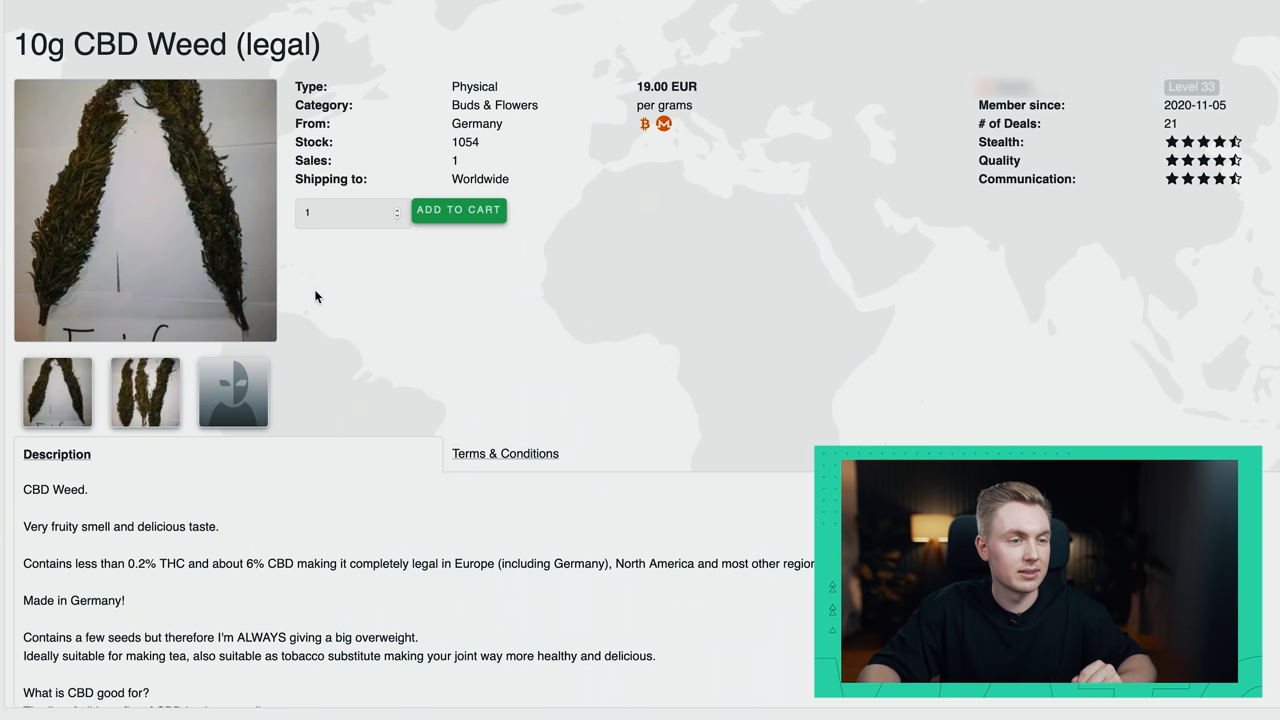 10g CBD Weed (legal)
Type: Physical 19.00 EUR Level 33
Category: Buds & Flowers per grams Member since: 2020-11-05
From: Germany # of Deals: 21
Stock: 1054 Stealth:
Sales: 1 Quality
Shipping to: Worldwide Communication:
1 ADD TO CART
Description Terms & Conditions
CBD Weed.
Very fruity smell and delicious taste.
Contains less than 0.2% THC and about 6% CBD making it completely legal in Europe (including Germany), North America and most other region
Made in Germany!
Contains a few seeds but therefore I'm ALWAYS giving a big overweight.
Ideally suitable for making tea, also suitable as tobacco substitute making your joint way more healthy and delicious.
What is CBD good for?